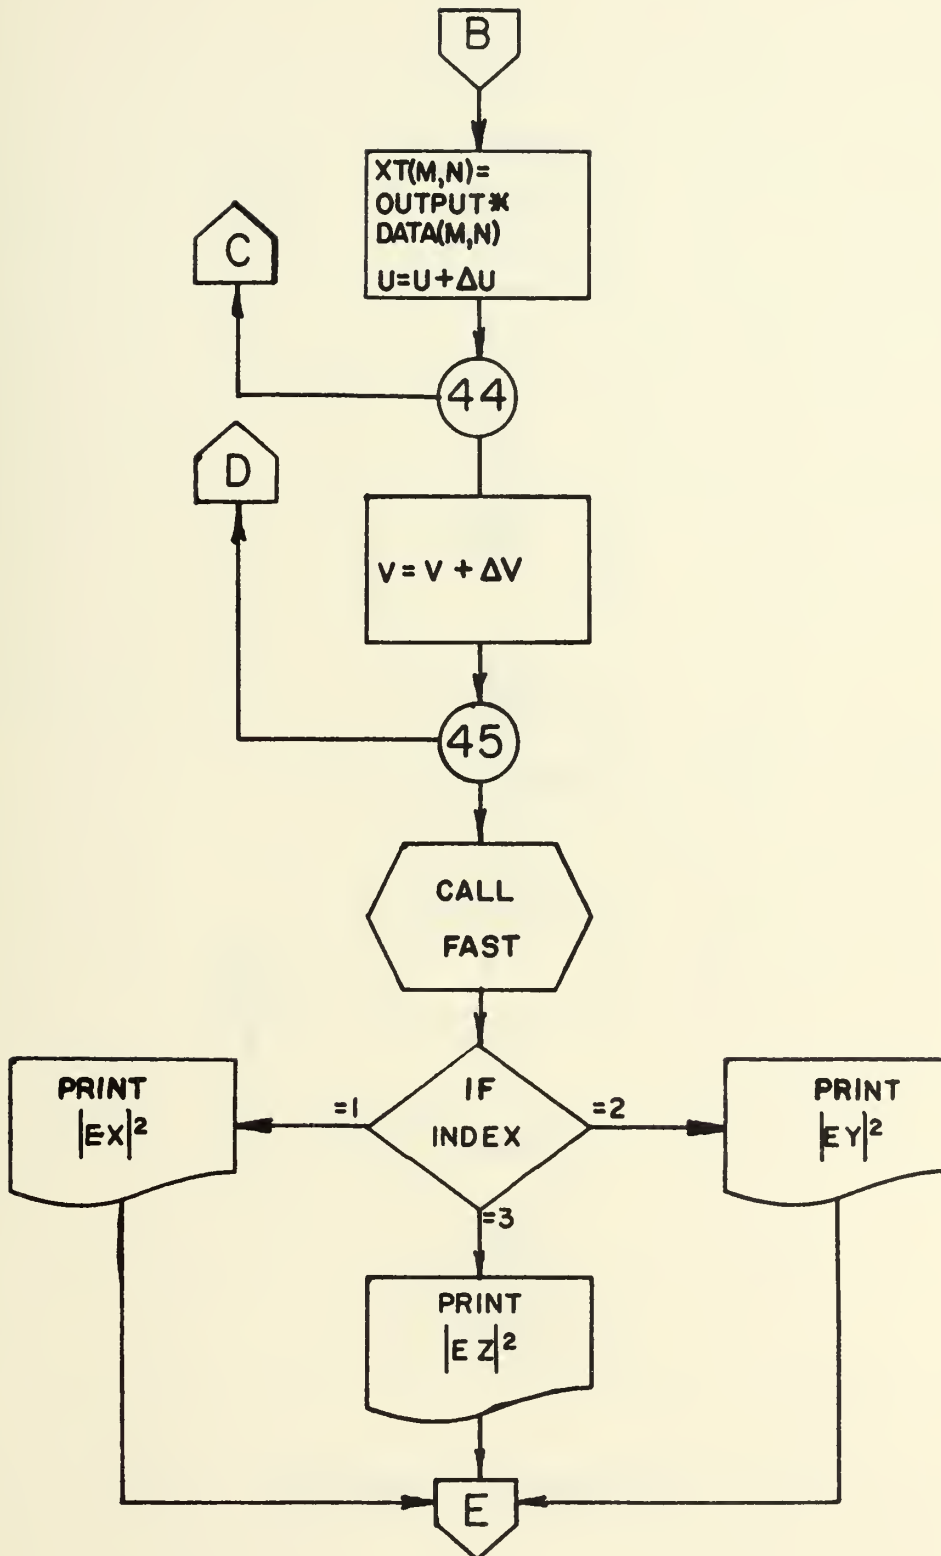 B
XT(M,N)=
OUTPUT*
DATA(M,N)
U=U+ΔU
C
44
D
V=V+ΔV
45
CALL
FAST
IF
INDEX
=1
=2
=3
PRINT
|EX|²
PRINT
|EY|²
PRINT
|EZ|²
E